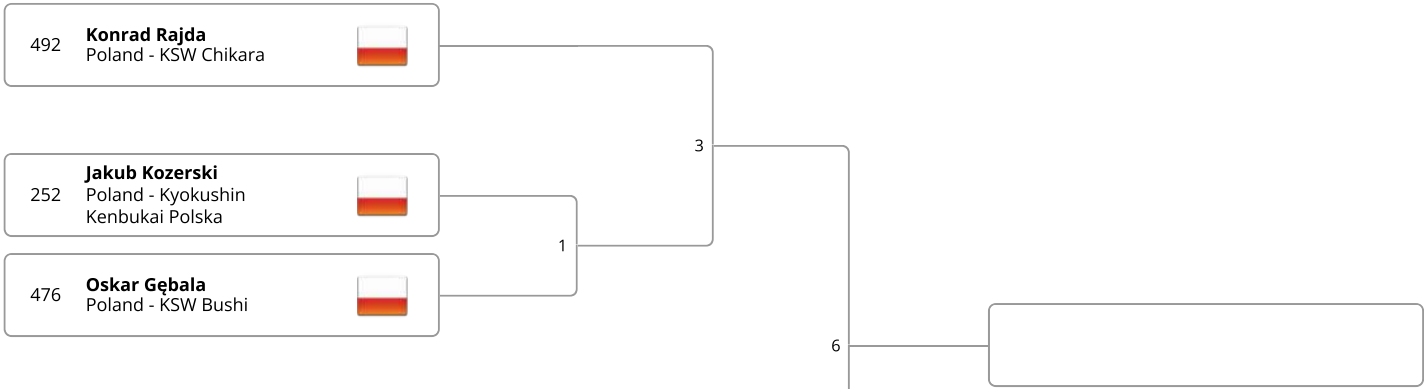 492
Konrad Rajda
Poland - KSW Chikara
3
252
Jakub Kozerski
Poland - Kyokushin
Kenbukai Polska
1
476
Oskar Gębala
Poland - KSW Bushi
6